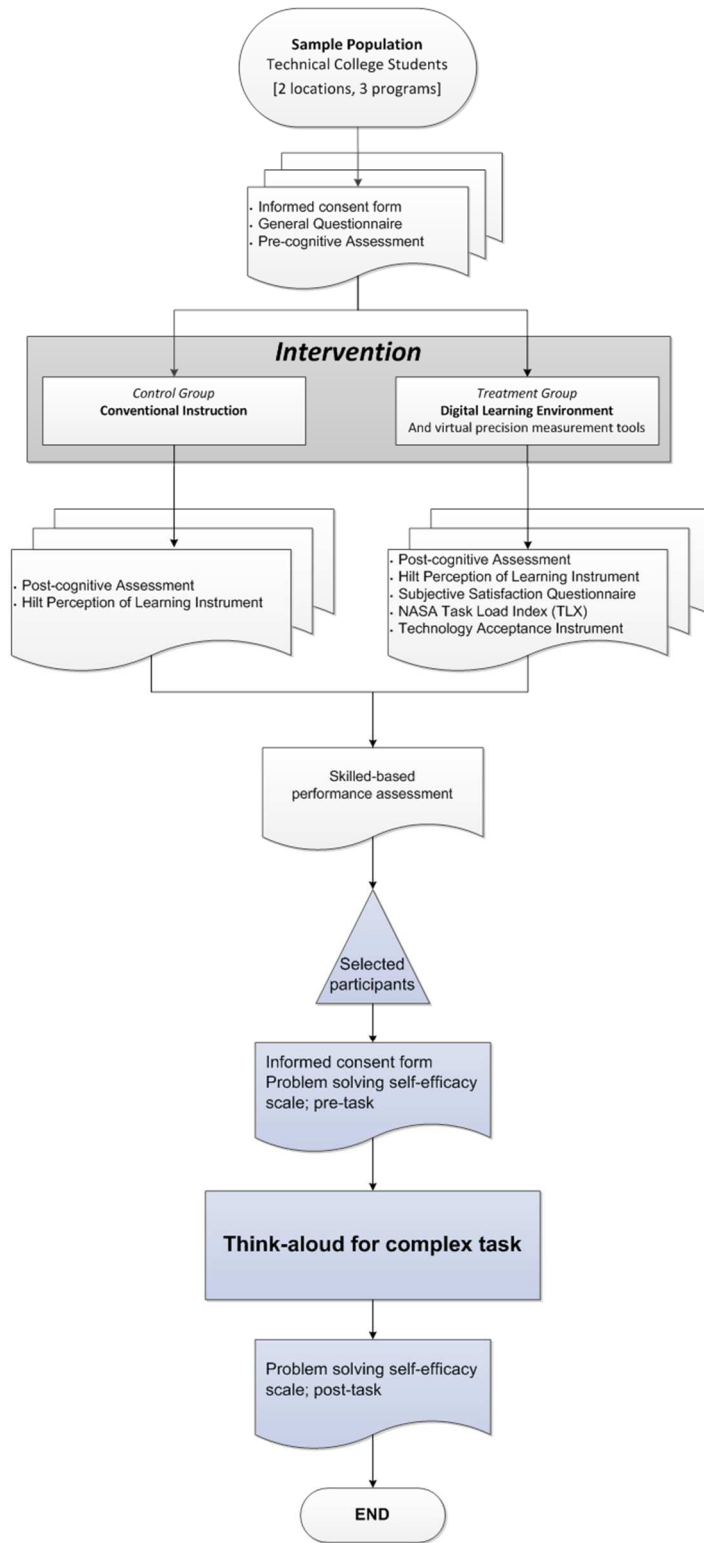 Sample Population
Technical College Students
[2 locations, 3 programs]
. Informed consent form
. General Questionnaire
. Pre-cognitive Assessment
Intervention
Control Group
Conventional Instruction
Treatment Group
Digital Learning Environment
And virtual precision measurement tools
. Post-cognitive Assessment
. Hilt Perception of Learning Instrument
. Post-cognitive Assessment
. Hilt Perception of Learning Instrument
. Subjective Satisfaction Questionnaire
. NASA Task Load Index (TLX)
. Technology Acceptance Instrument
Skilled-based
performance assessment
Selected
participants
Informed consent form
Problem solving self-efficacy
scale; pre-task
Think-aloud for complex task
Problem solving self-efficacy
scale; post-task
END